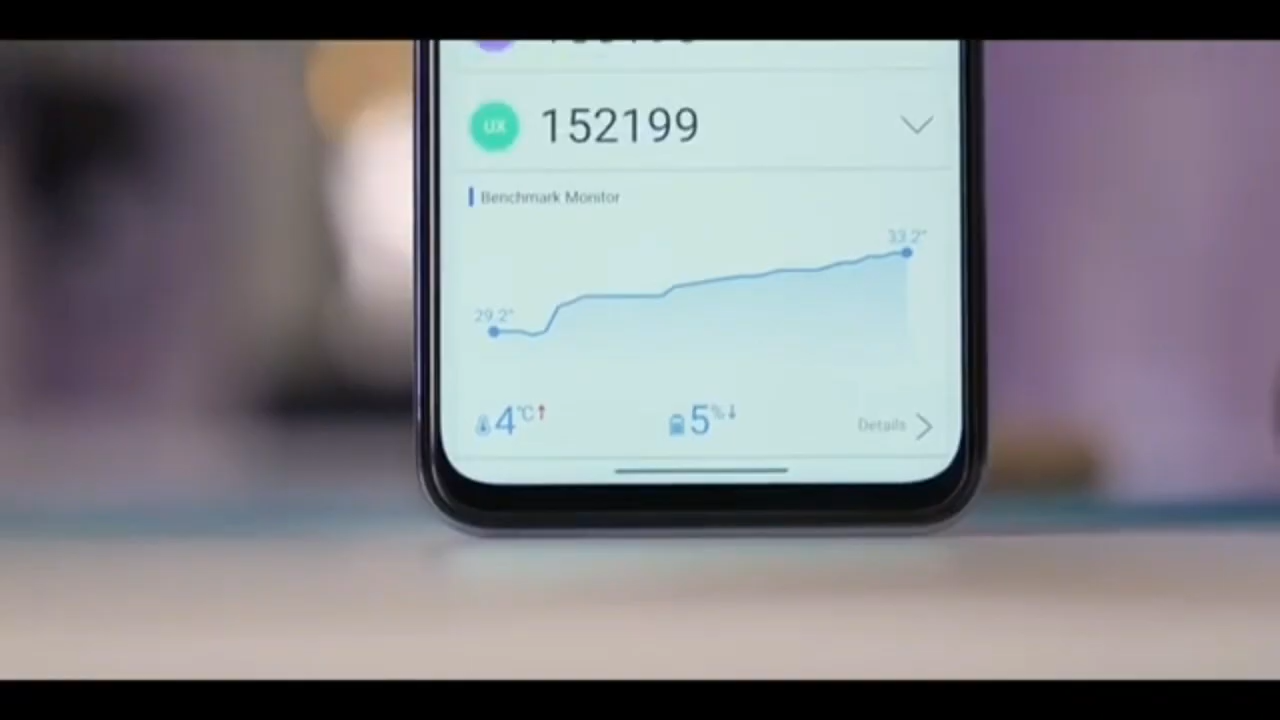 UX 152199
Benchmark Monitor
33.2°
29.2°
4°C↑ 5%↓ Details